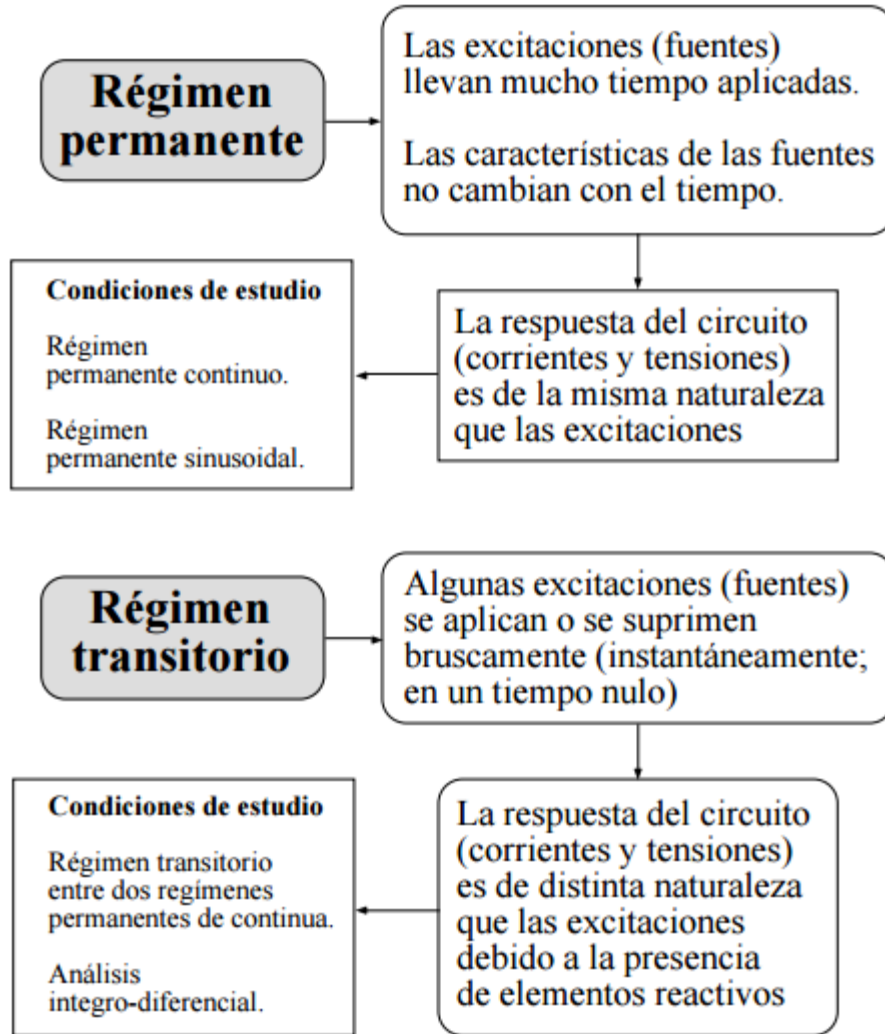 Régimen
permanente
Las excitaciones (fuentes)
llevan mucho tiempo aplicadas.
Las características de las fuentes
no cambian con el tiempo.
La respuesta del circuito
(corrientes y tensiones)
es de la misma naturaleza
que las excitaciones
Condiciones de estudio
Régimen
permanente continuo.
Régimen
permanente sinusoidal.
Régimen
transitorio
Algunas excitaciones (fuentes)
se aplican o se suprimen
bruscamente (instantáneamente;
en un tiempo nulo)
La respuesta del circuito
(corrientes y tensiones)
es de distinta naturaleza
que las excitaciones
debido a la presencia
de elementos reactivos
Condiciones de estudio
Régimen transitorio
entre dos regímenes
permanentes de continua.
Análisis
integro-diferencial.